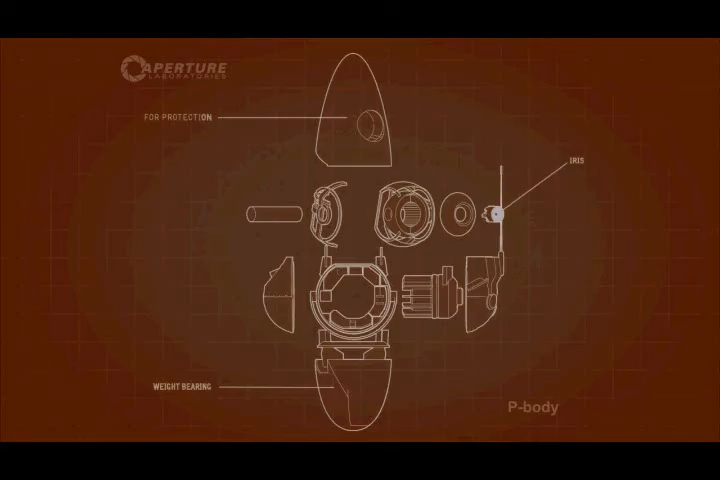 APERTURE
LABORATORIES
FOR PROTECTION
IRIS
WEIGHT BEARING
P-body